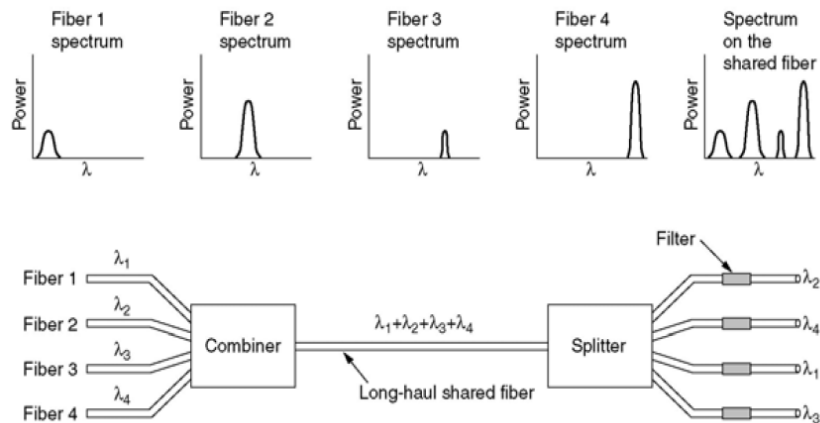 Fiber 1
spectrum
Fiber 2
spectrum
Fiber 3
spectrum
Fiber 4
spectrum
Spectrum
on the
shared fiber
Power
Power
Power
Power
Power
λ
λ
λ
λ
λ
Filter
Fiber 1
λ1
λ2
Fiber 2
λ2
λ4
Fiber 3
λ3
λ1
Fiber 4
λ4
λ3
Combiner
λ1+λ2+λ3+λ4
Splitter
Long-haul shared fiber